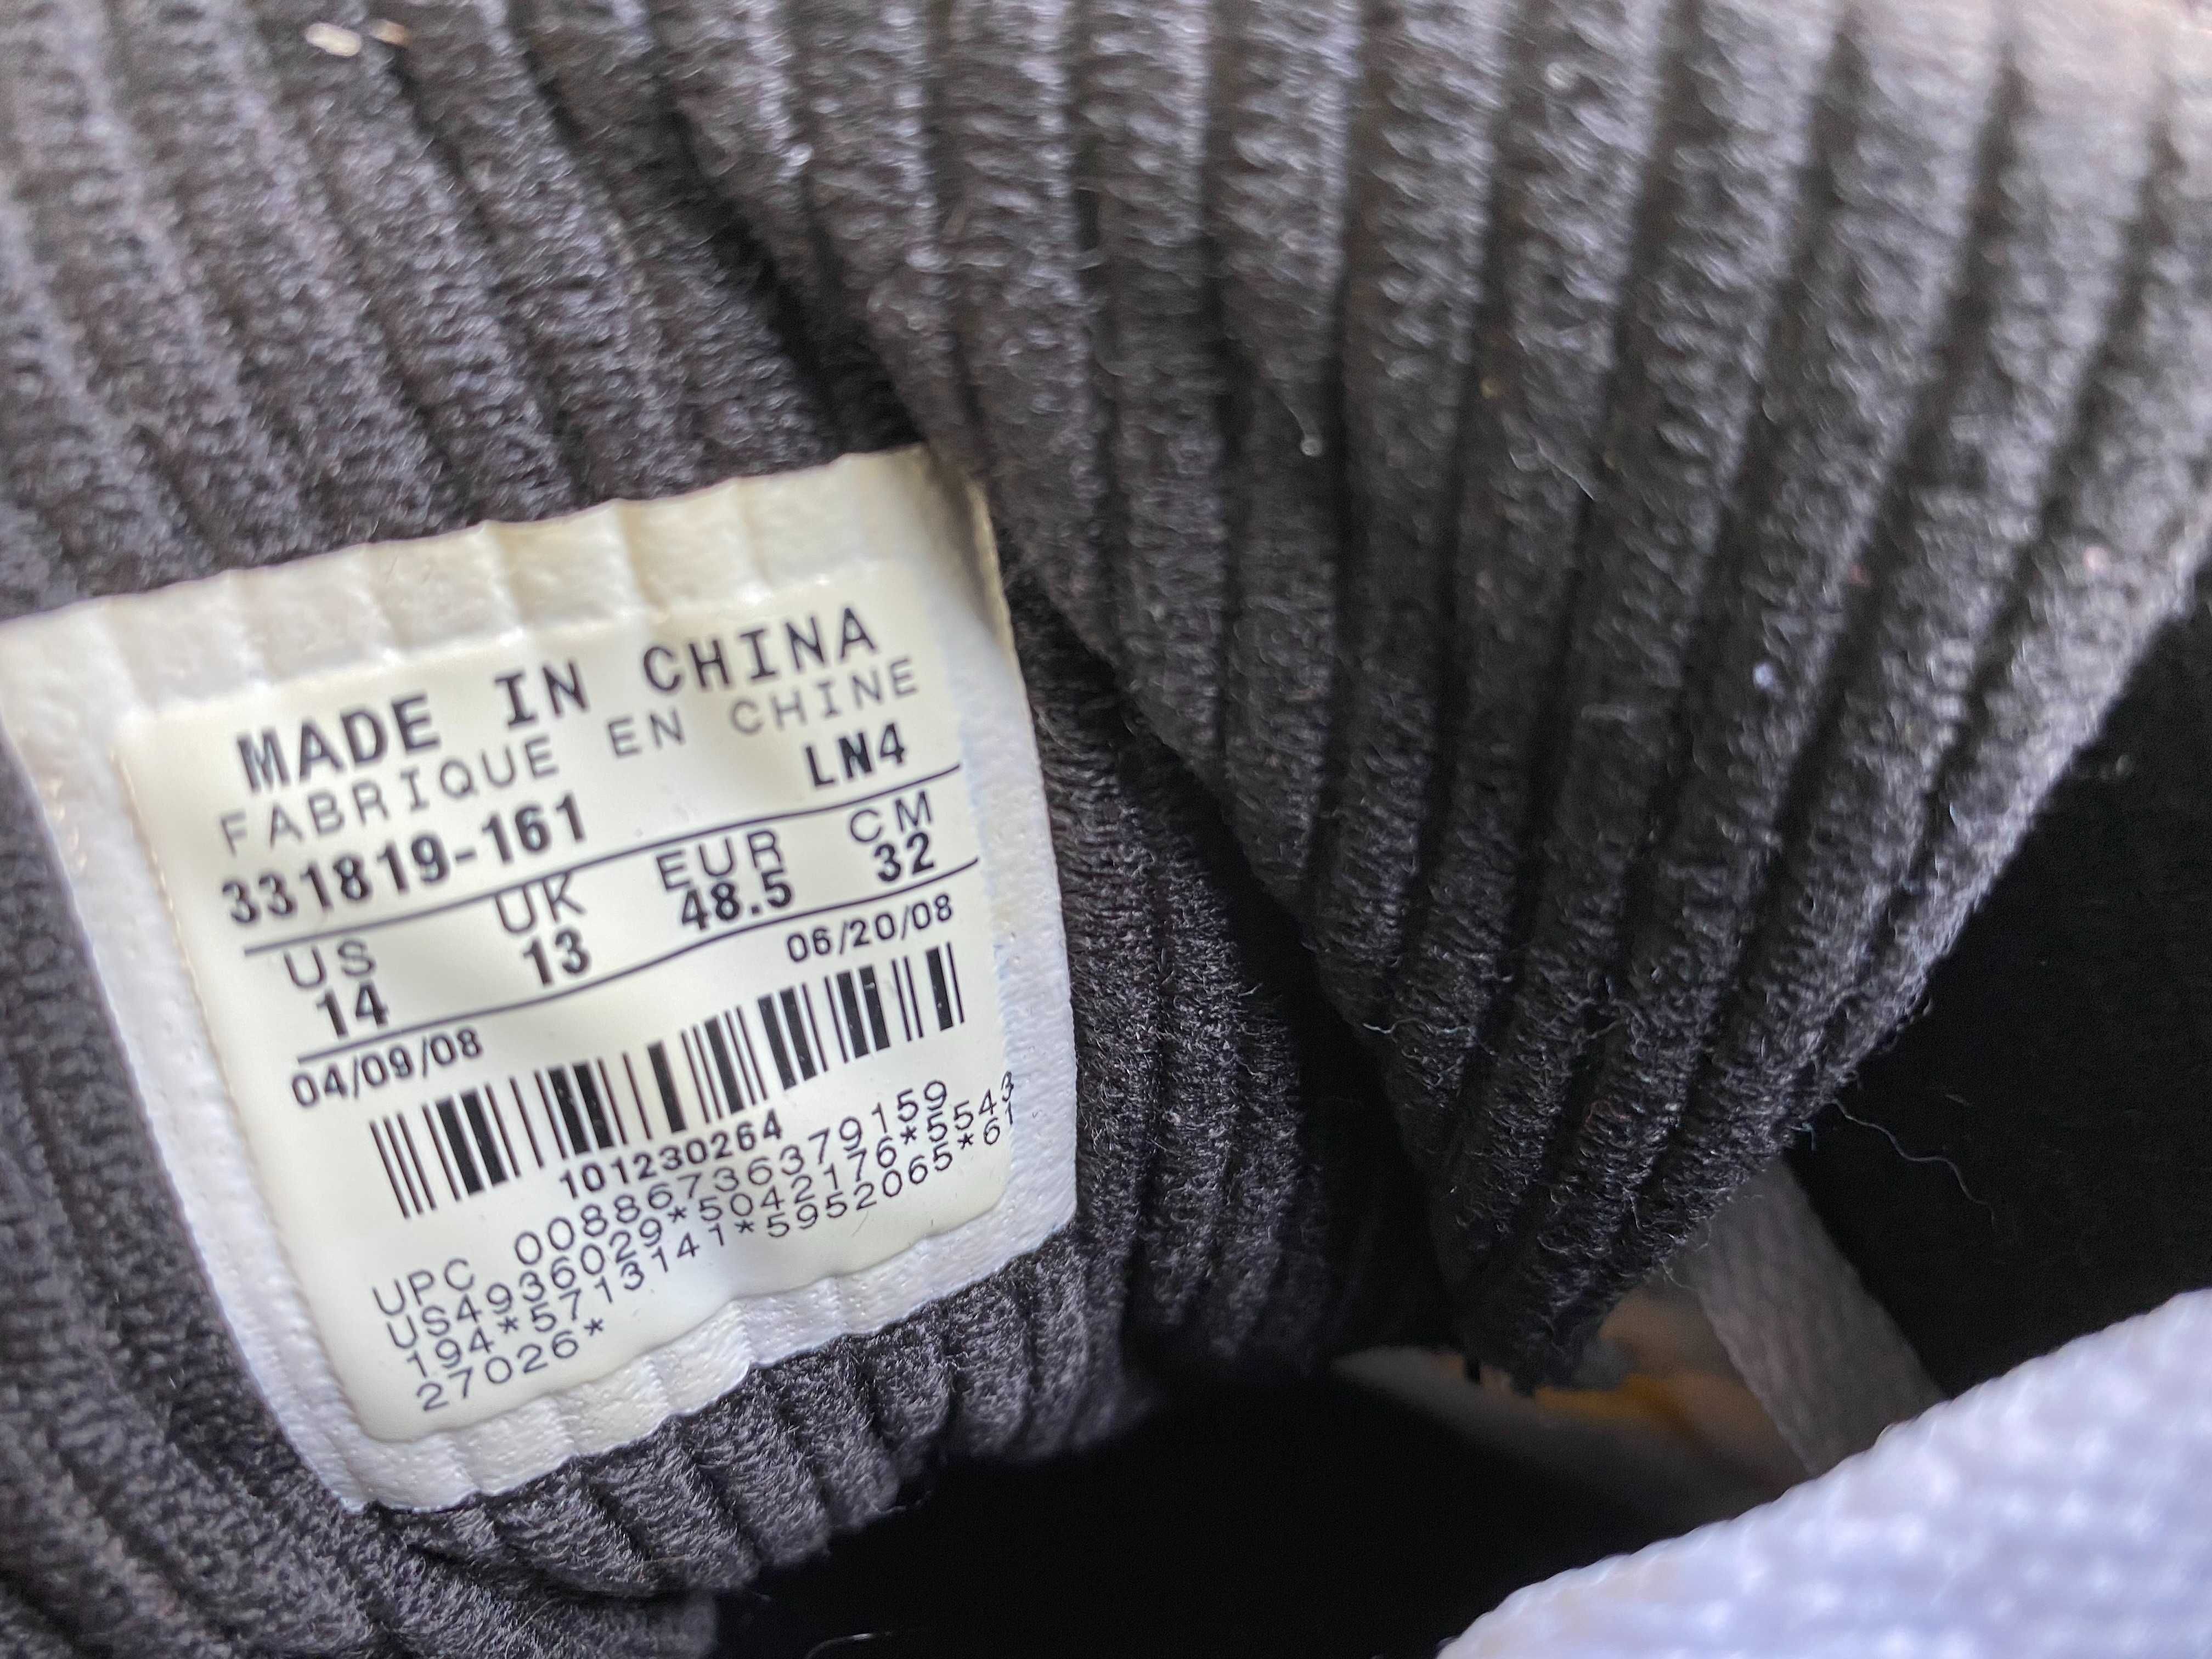 MADE IN CHINA
FABRIQUE EN CHINE
331819-161 LN4
US UK EUR CM
14 13 48.5 32
04/09/08 06/20/08
101230264
UPC 00886736379159
US4936029*5042176*5543
194*5713141*5952065*61
27026*